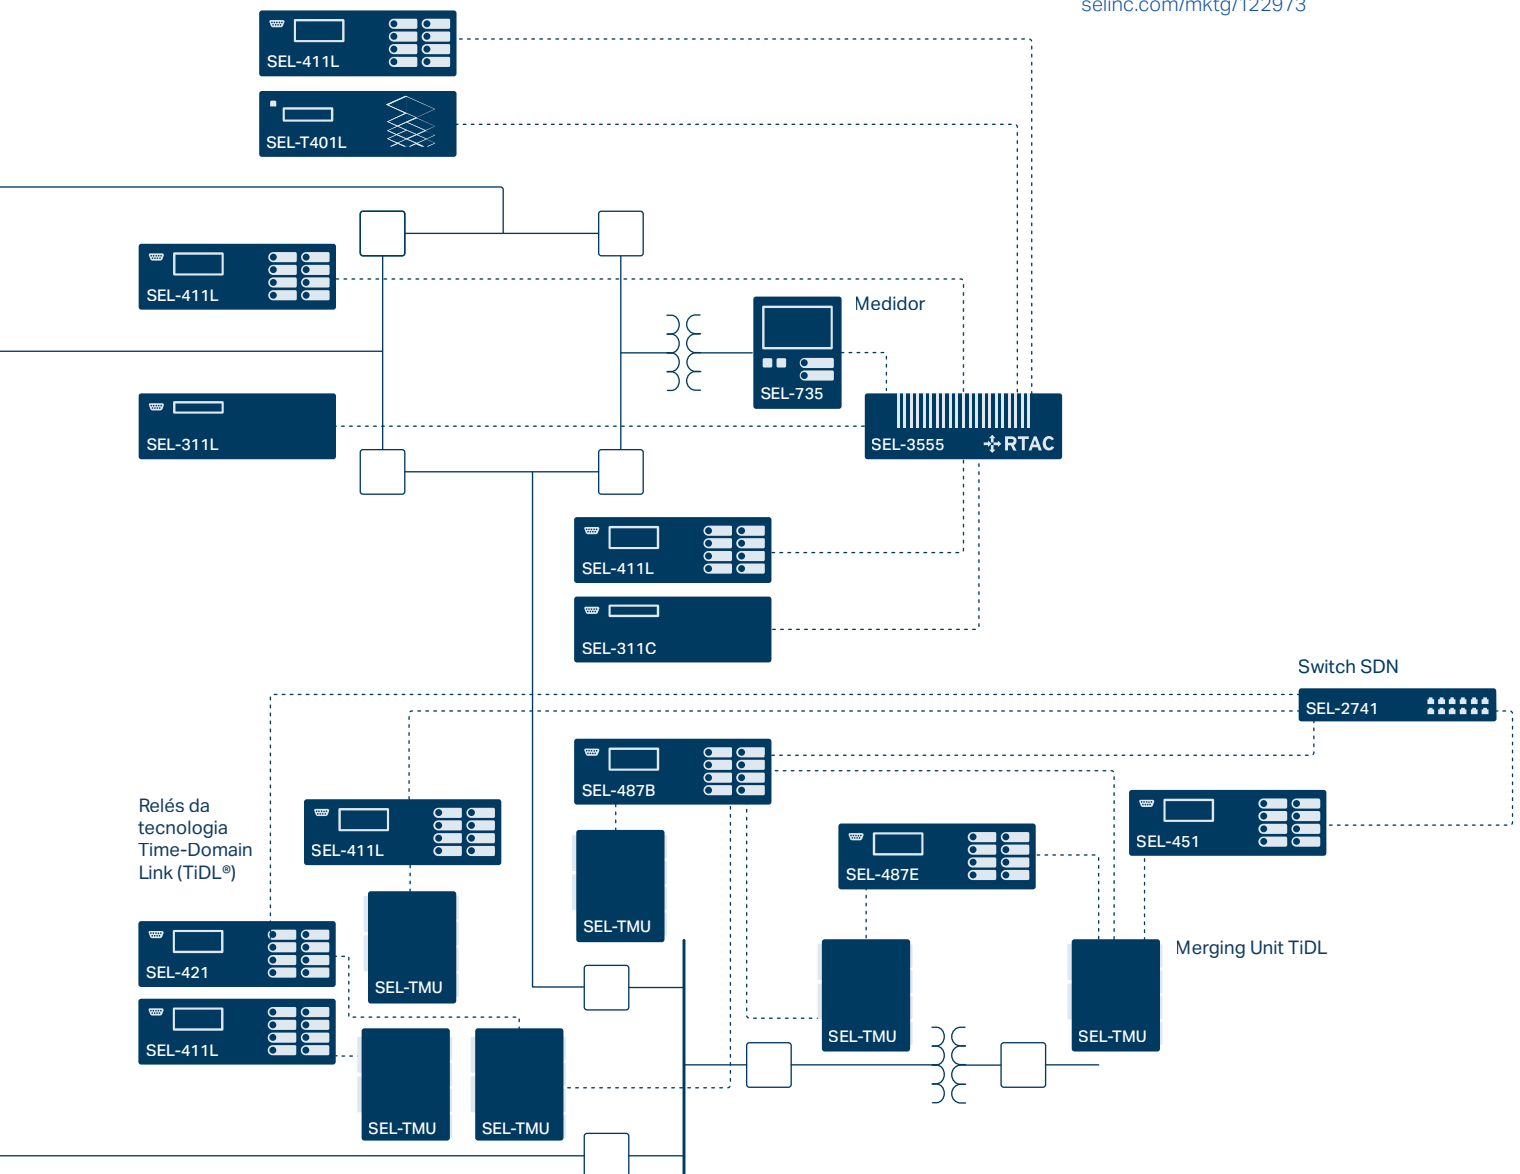 selinc.com/mktg/122973
SEL-411L
SEL-T401L
SEL-411L
Medidor
SEL-735
SEL-311L
SEL-3555
RTAC
SEL-411L
SEL-311C
Switch SDN
SEL-2741
SEL-487B
Relés da
tecnologia
Time-Domain
Link (TiDL®)
SEL-411L
SEL-451
SEL-487E
SEL-TMU
SEL-421
SEL-TMU
Merging Unit TiDL
SEL-411L
SEL-TMU
SEL-TMU
SEL-TMU
SEL-TMU